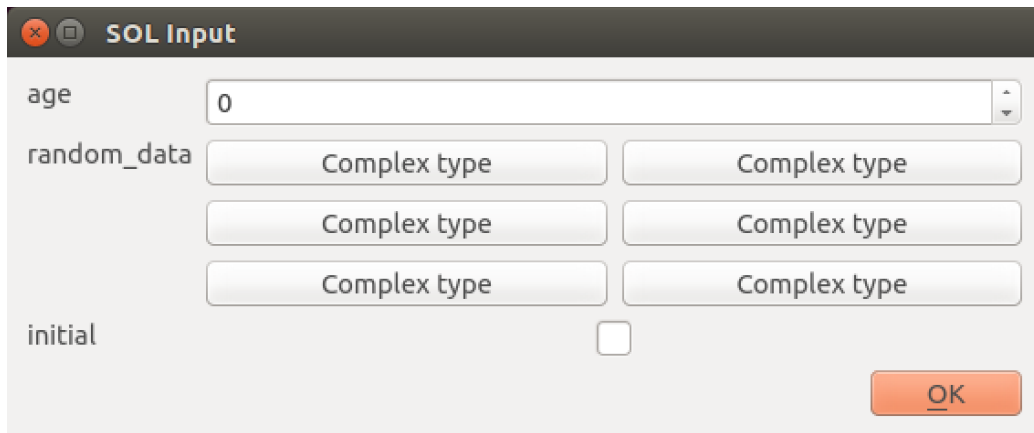 SOL Input
age 0
random_data Complex type Complex type
Complex type Complex type
Complex type Complex type
initial
OK